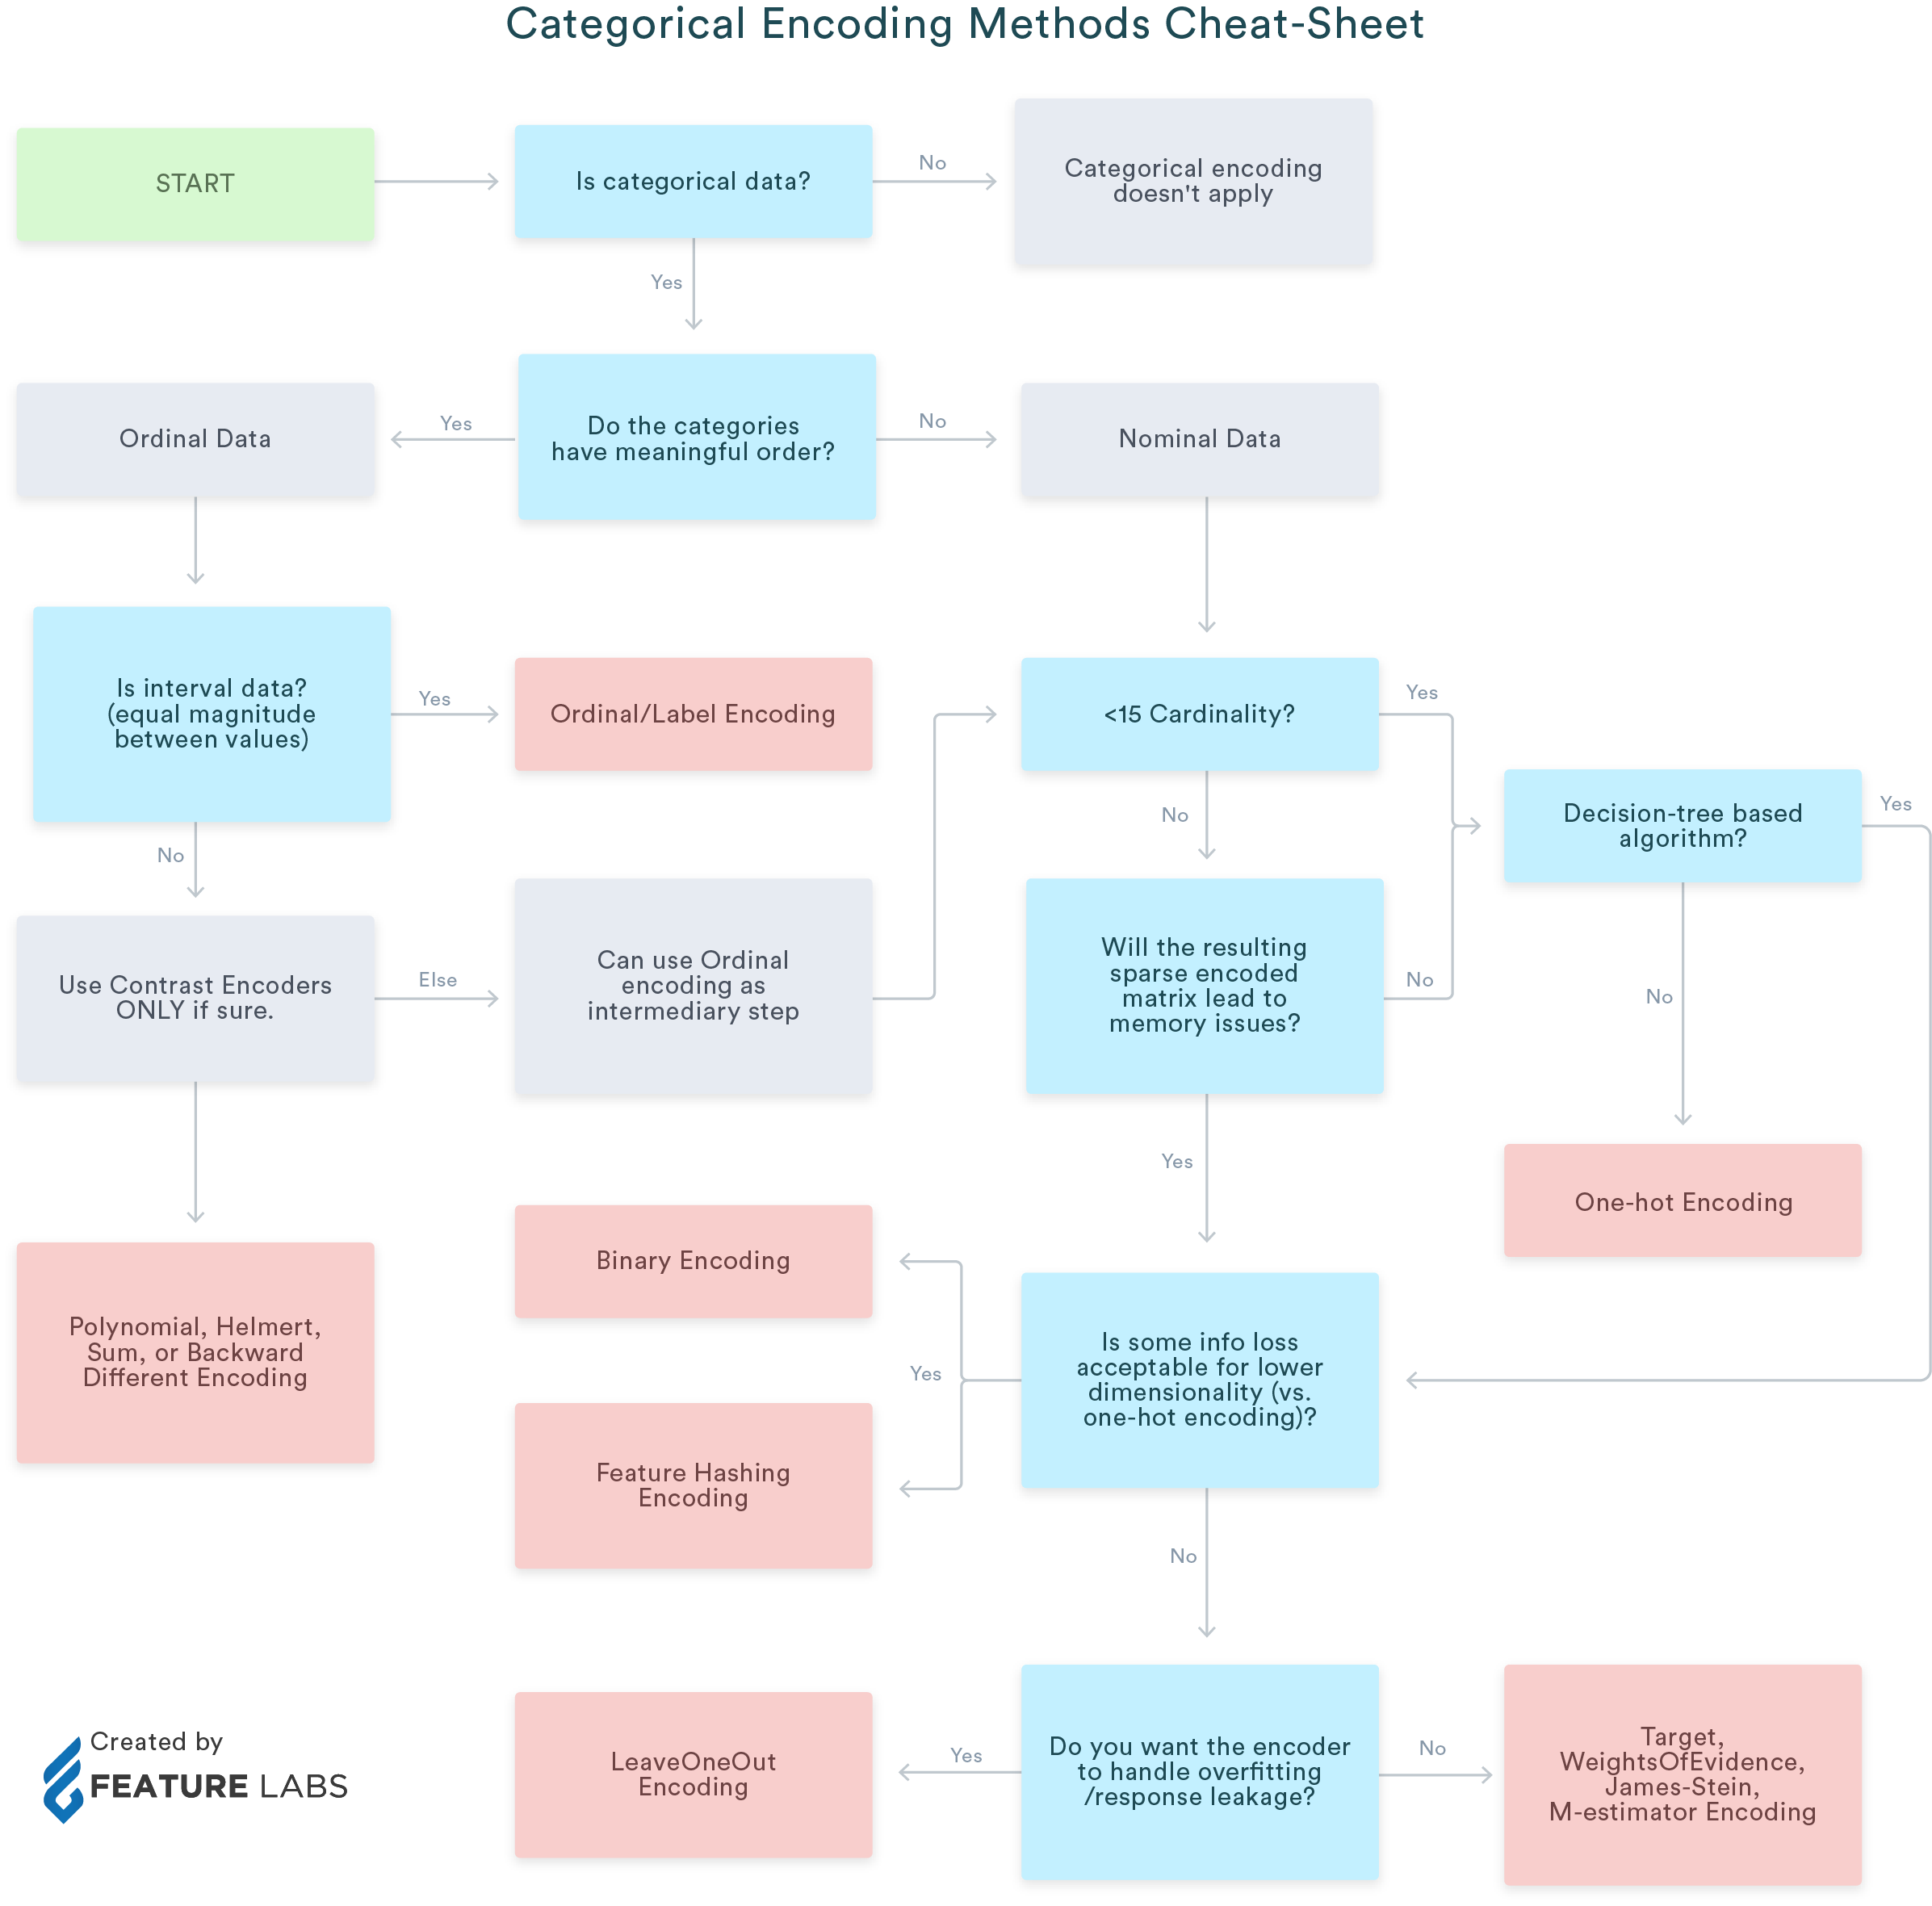 Categorical Encoding Methods Cheat-Sheet
START
Is categorical data?
No
Categorical encoding
doesn't apply
Yes
Ordinal Data
Yes
Do the categories
have meaningful order?
No
Nominal Data
Is interval data?
(equal magnitude
between values)
Yes
Ordinal/Label Encoding
<15 Cardinality?
Yes
No
Decision-tree based
algorithm?
Yes
No
Use Contrast Encoders
ONLY if sure.
Else
Can use Ordinal
encoding as
intermediary step
Will the resulting
sparse encoded
matrix lead to
memory issues?
No
No
Yes
One-hot Encoding
Polynomial, Helmert,
Sum, or Backward
Different Encoding
Binary Encoding
Yes
Feature Hashing
Encoding
Is some info loss
acceptable for lower
dimensionality (vs.
one-hot encoding)?
No
Created by
FEATURE LABS
LeaveOneOut
Encoding
Yes
Do you want the encoder
to handle overfitting
/response leakage?
No
Target,
WeightsOfEvidence,
James-Stein,
M-estimator Encoding